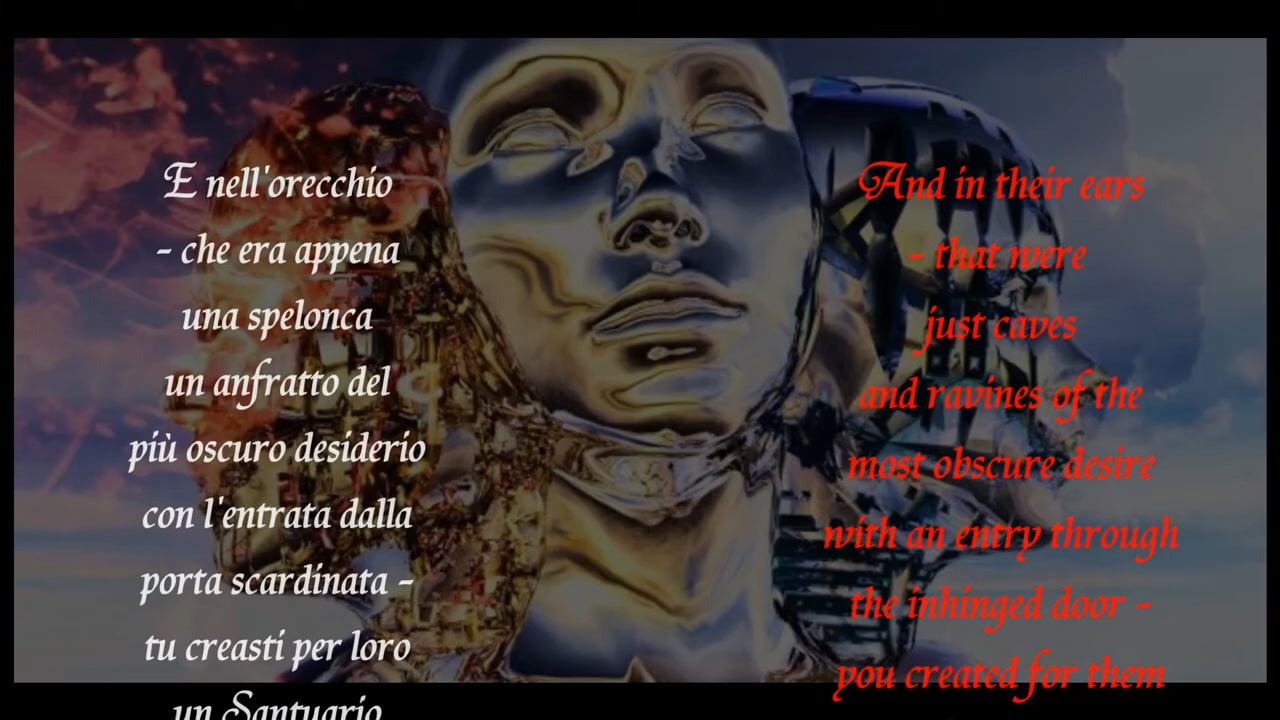 E nell'orecchio
- che era appena
una spelonca
un anfratto del
più oscuro desiderio
con l'entrata dalla
porta scardinata -
tu creasti per loro
un Santuario
And in their ears
- that were
just caves
and ravines of the
most obscure desire
with an entry through
the inhinged door -
you created for them